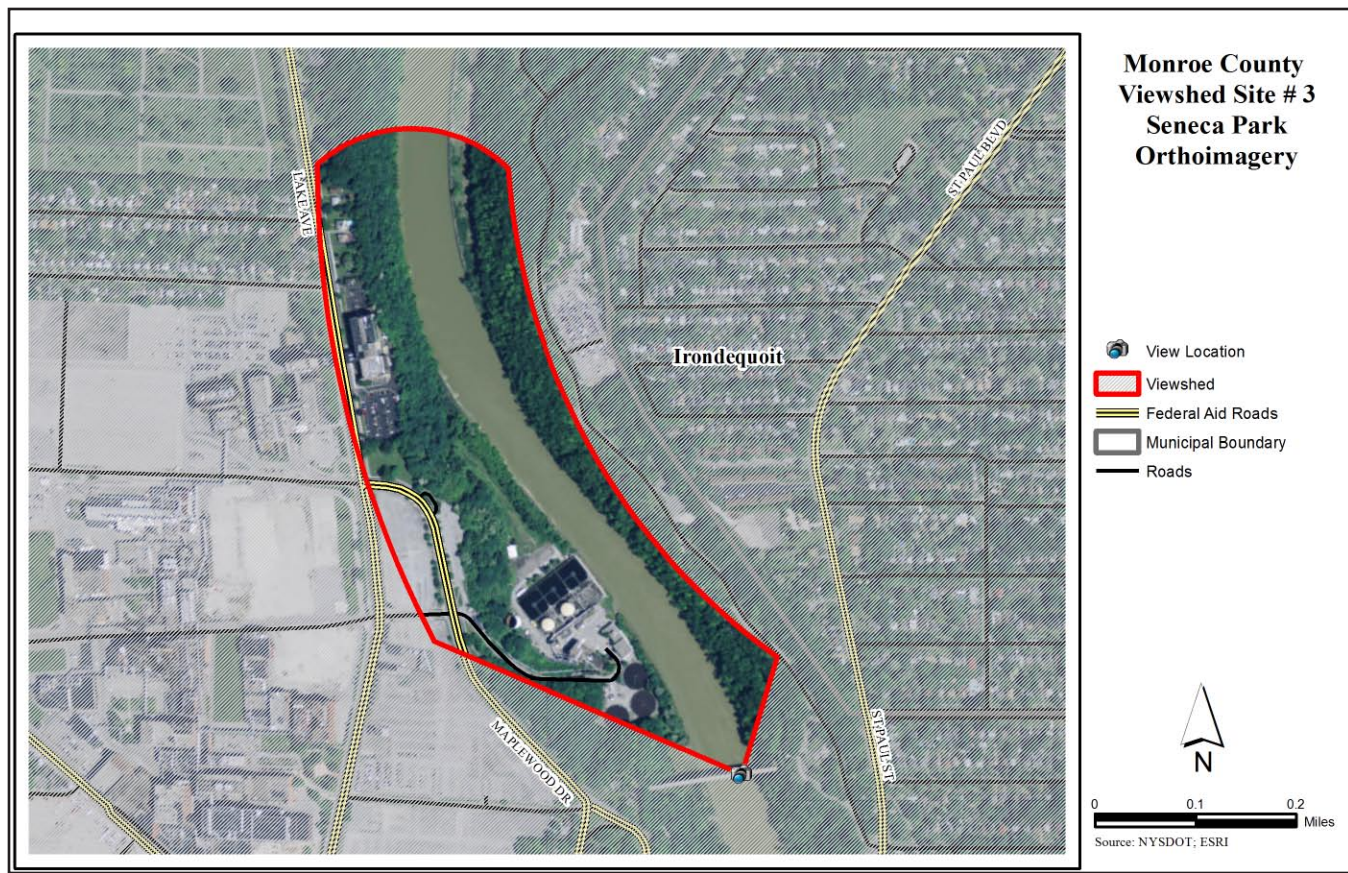 Monroe County
Viewshed Site # 3
Seneca Park
Orthoimagery
LAKE AVE
ST PAUL BLVD
Irondequoit
MAPLEWOOD DR
ST PAUL ST
View Location
Viewshed
Federal Aid Roads
Municipal Boundary
Roads
N
0 0.1 0.2
Miles
Source: NYSDOT; ESRI